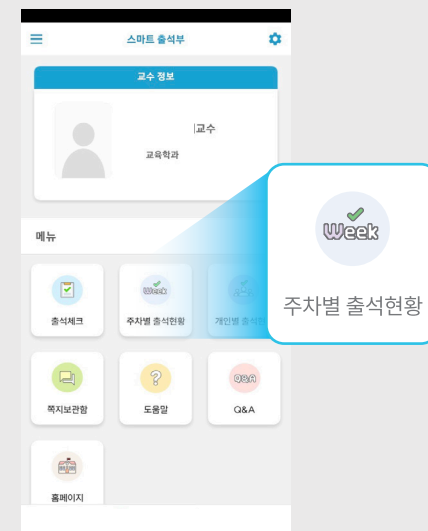 스마트 출석부
교수 정보
교수
교육학과
메뉴
Week
출석체크
Week
주차별 출석현황
개인별 출석
Week
주차별 출석현황
쪽지보관함
?
도움말
Q&A
Q&A
홈페이지